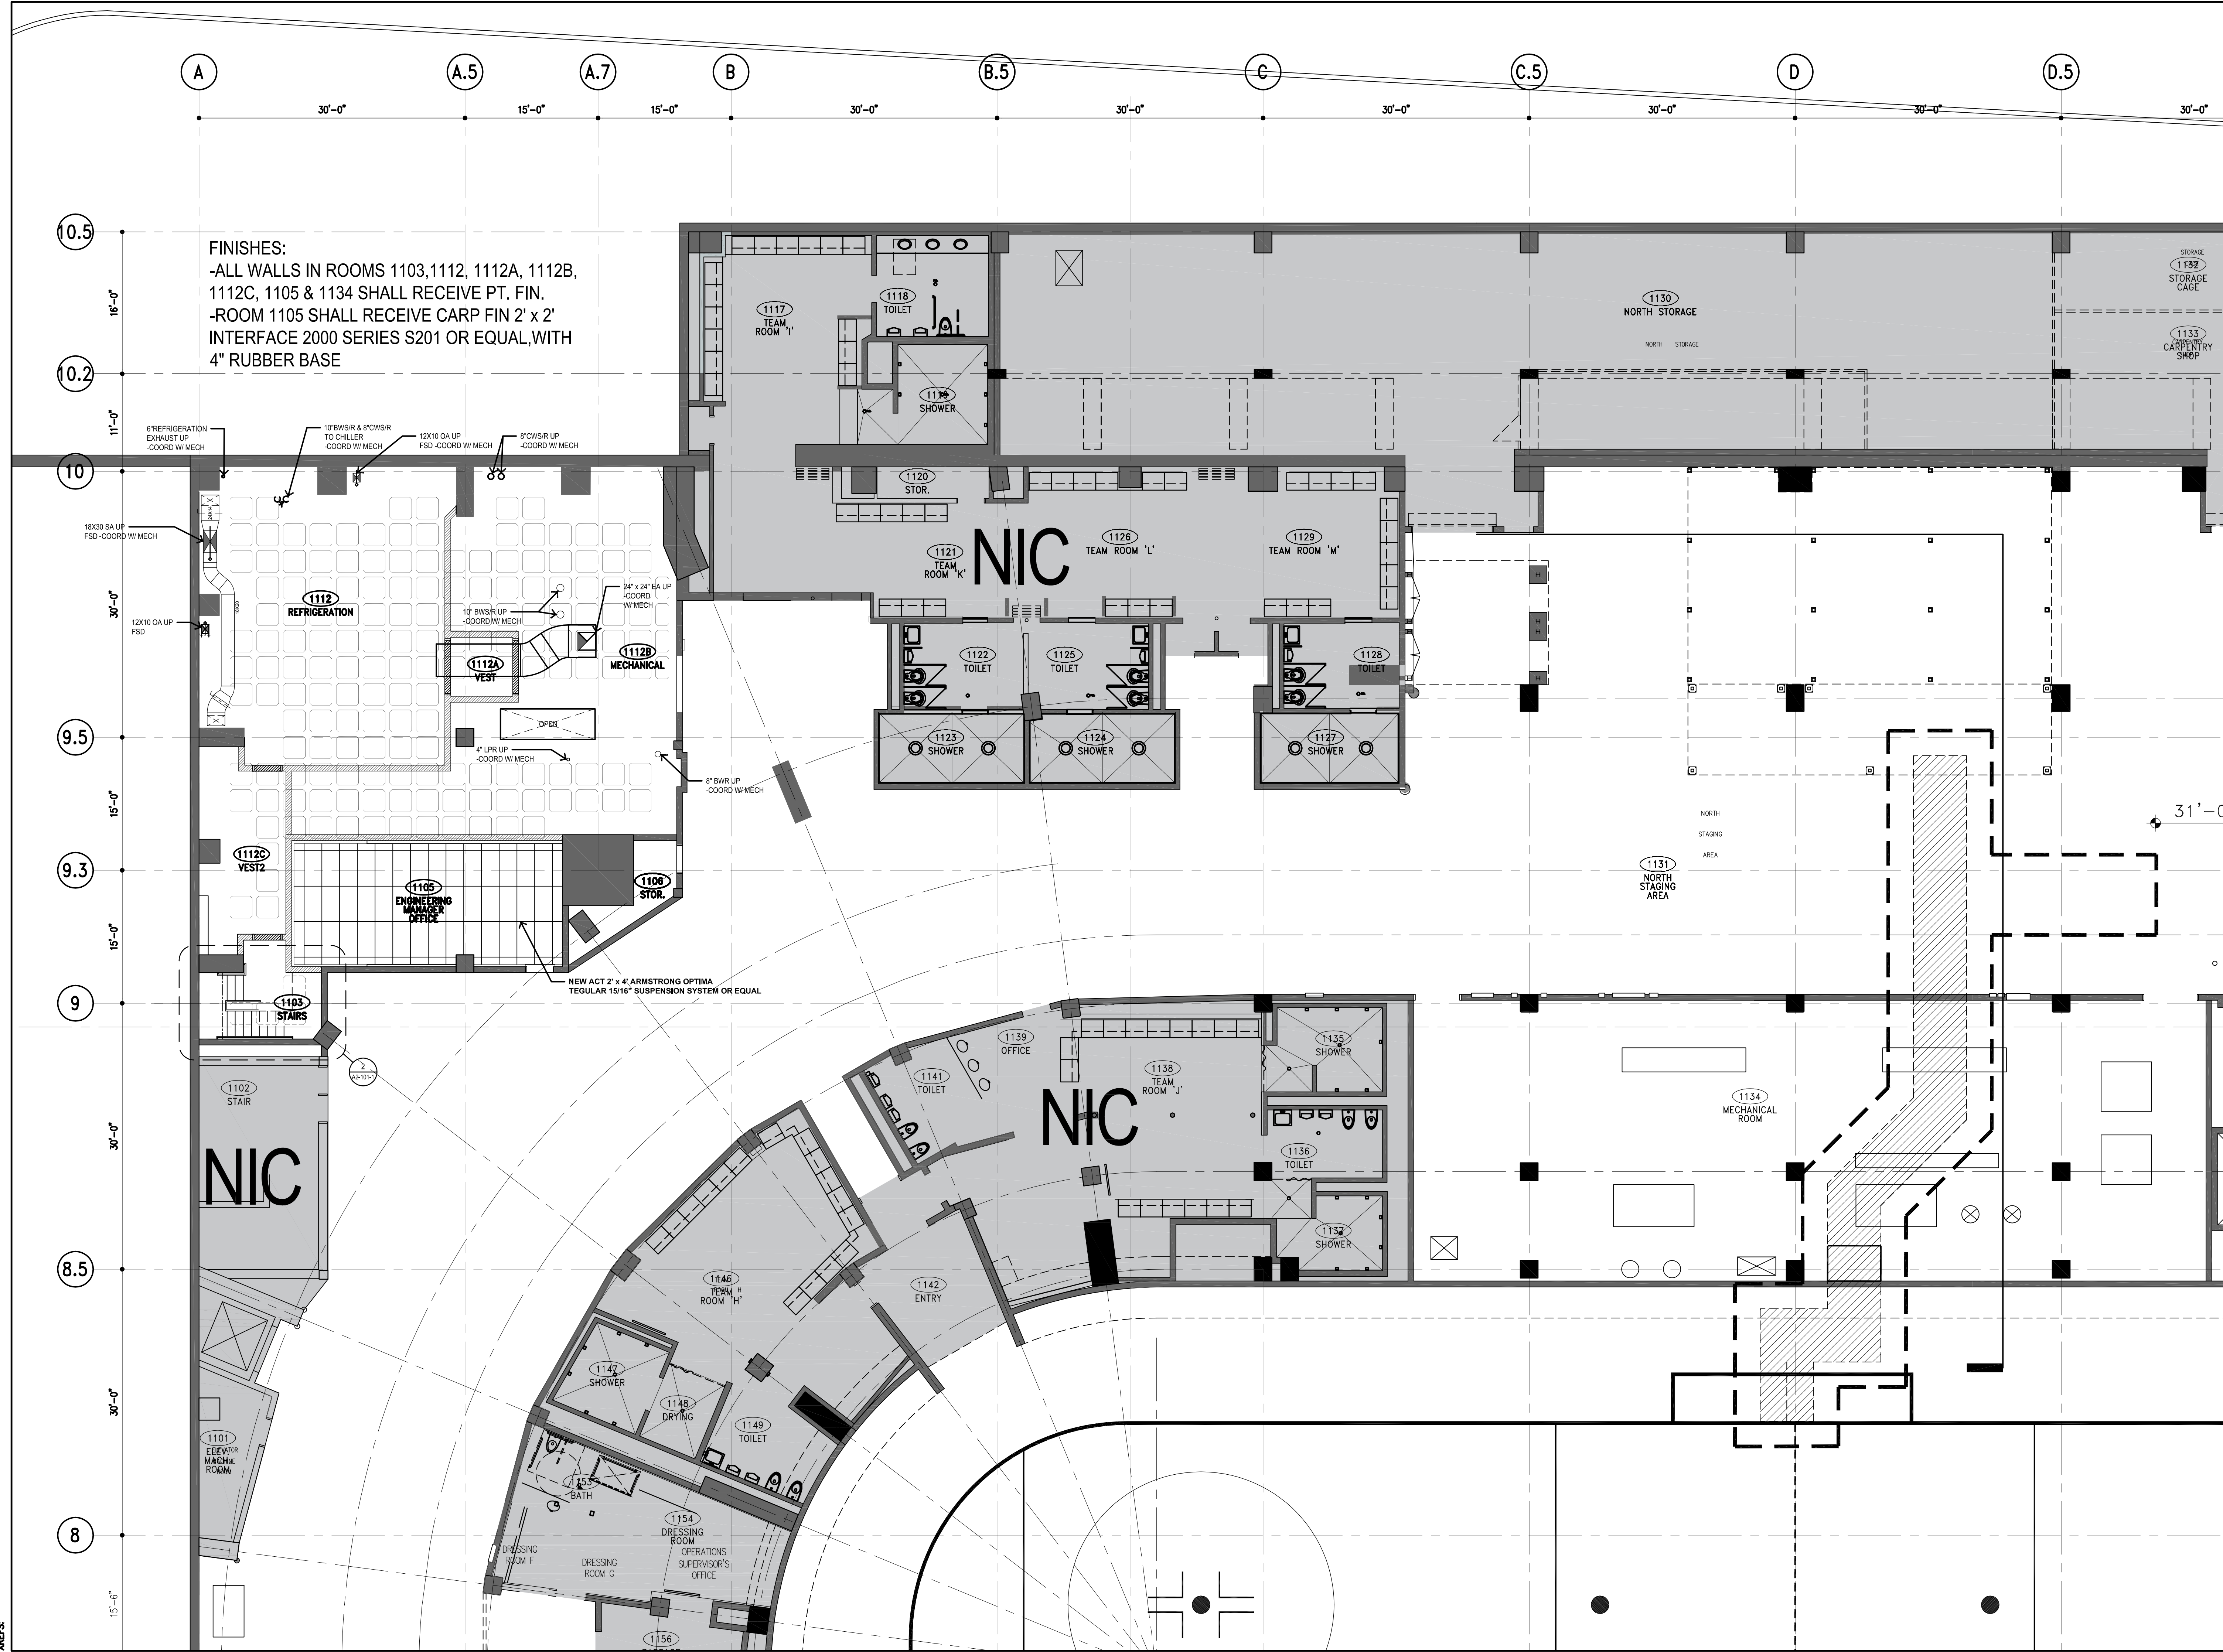 A
A.5
A.7
B
B.5
C
C.5
D
D.5
30'-0"
15'-0"
15'-0"
30'-0"
30'-0"
30'-0"
30'-0"
30'-0"
30'-0"
10.5
10.2
10
9.5
9.3
9
8.5
8
16'-0"
11'-0"
30'-0"
15'-0"
15'-0"
30'-0"
30'-0"
15'-6"
FINISHES:
-ALL WALLS IN ROOMS 1103,1112, 1112A, 1112B,
1112C, 1105 & 1134 SHALL RECEIVE PT. FIN.
-ROOM 1105 SHALL RECEIVE CARP FIN 2' x 2'
INTERFACE 2000 SERIES S201 OR EQUAL,WITH
4" RUBBER BASE
6"REFRIGERATION
EXHAUST UP
-COORD W/ MECH
10"BWS/R & 8"CWS/R
TO CHILLER
-COORD W/ MECH
12X10 OA UP
FSD -COORD W/ MECH
8"CWS/R UP
-COORD W/ MECH
18X30 SA UP
FSD -COORD W/ MECH
12X10 OA UP
FSD
10" BWS/R UP
-COORD W/ MECH
24" x 24" EA UP
-COORD
W/ MECH
1112
REFRIGERATION
1112A
VEST
1112B
MECHANICAL
OPEN
4" LPR UP
-COORD W/ MECH
8" BWR UP
-COORD W/ MECH
1112C
VEST2
1105
ENGINEERING
MANAGER
OFFICE
1106
STOR.
NEW ACT 2' x 4' ARMSTRONG OPTIMA
TEGULAR 15/16" SUSPENSION SYSTEM OR EQUAL
1103
STAIRS
2
A2-101-1
1102
STAIR
NIC
1101
ELEV.
MACH.
ROOM
1117
TEAM
ROOM 'I'
1118
TOILET
SHOWER
1120
STOR.
1121
TEAM
ROOM 'K'
NIC
1126
TEAM ROOM 'L'
1129
TEAM ROOM 'M'
1122
TOILET
1125
TOILET
1128
TOILET
1123
SHOWER
1124
SHOWER
1127
SHOWER
1130
NORTH STORAGE
NORTH STORAGE
STORAGE
1132
STORAGE
CAGE
1133
CARPENTRY
SHOP
NORTH
STAGING
AREA
31'-0
1131
NORTH
STAGING
AREA
1139
OFFICE
1141
TOILET
1138
TEAM
ROOM 'J'
NIC
1135
SHOWER
1136
TOILET
1137
SHOWER
1134
MECHANICAL
ROOM
1146
TEAM
ROOM 'H'
1142
ENTRY
1147
SHOWER
1148
DRYING
1149
TOILET
1153
BATH
1154
DRESSING
ROOM
DRESSING
ROOM F
DRESSING
ROOM G
OPERATIONS
SUPERVISOR'S
OFFICE
1156